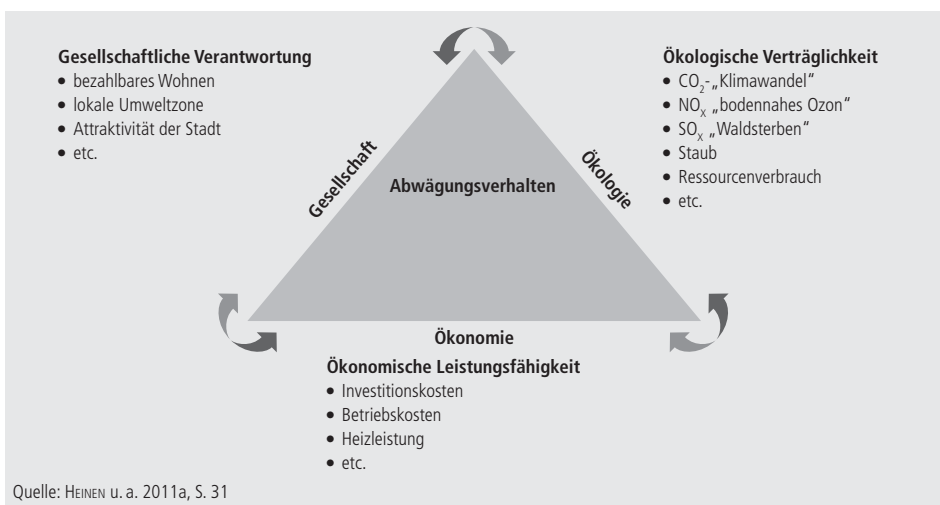 Gesellschaftliche Verantwortung
• bezahlbares Wohnen
• lokale Umweltzone
• Attraktivität der Stadt
• etc.
Ökologische Verträglichkeit
• CO₂-„Klimawandel“
• NOₓ „bodennahes Ozon“
• SOₓ „Waldsterben“
• Staub
• Ressourcenverbrauch
• etc.
Gesellschaft
Ökologie
Abwägungsverhalten
Ökonomie
Ökonomische Leistungsfähigkeit
• Investitionskosten
• Betriebskosten
• Heizleistung
• etc.
Quelle: HEINEN u. a. 2011a, S. 31